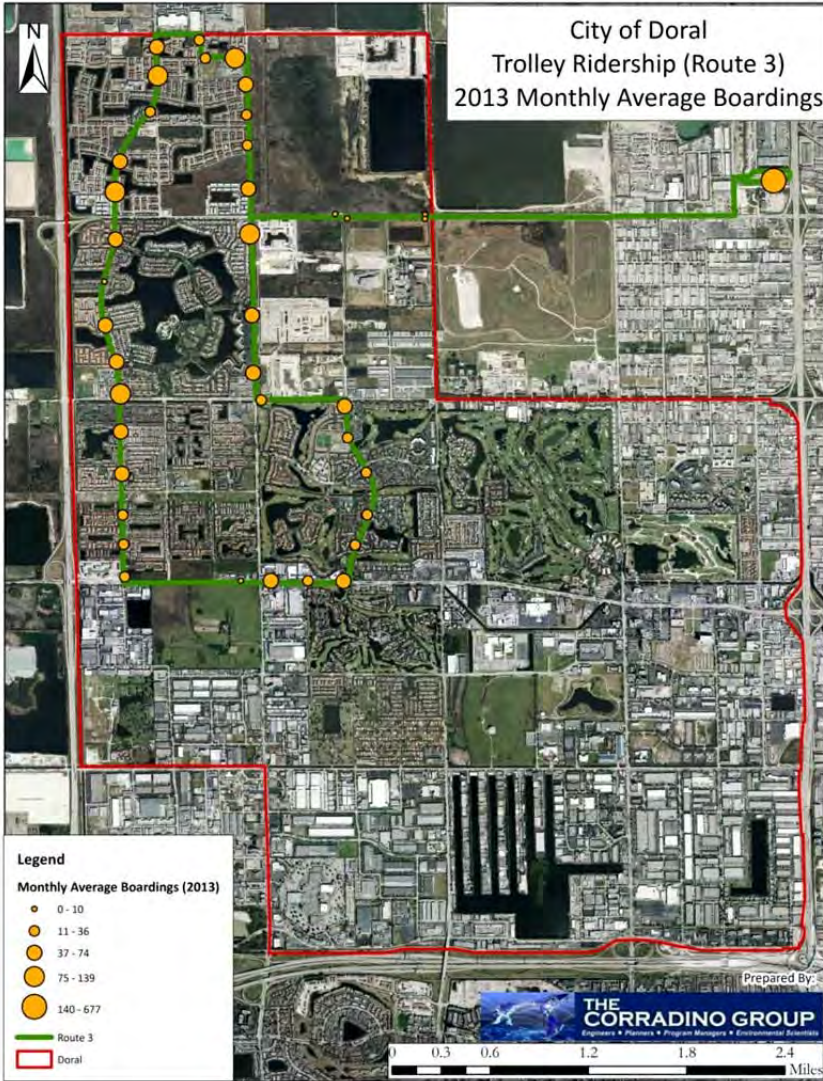 City of Doral
Trolley Ridership (Route 3)
2013 Monthly Average Boardings
N
Legend
Monthly Average Boardings (2013)
0 - 10
11 - 36
37 - 74
75 - 139
140 - 677
Route 3
Doral
Prepared By:
THE
CORRADINO GROUP
Engineers • Planners • Program Managers • Environmental Scientists
0 0.3 0.6 1.2 1.8 2.4
Miles